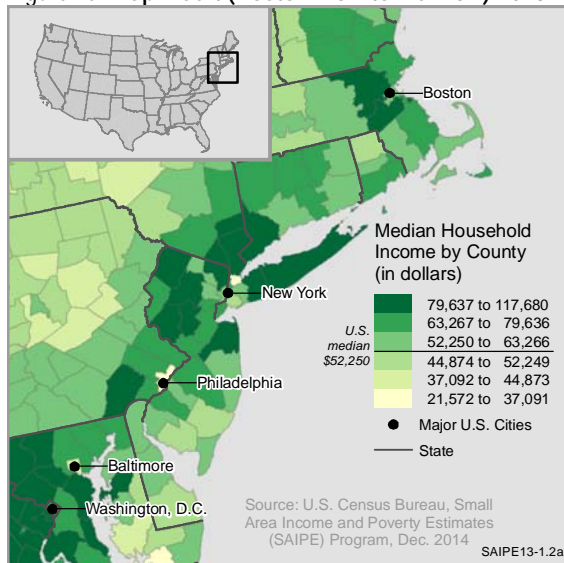 Boston
New York
Philadelphia
Baltimore
Washington, D.C.
Median Household
Income by County
(in dollars)
79,637 to 117,680
63,267 to 79,636
52,250 to 63,266
44,874 to 52,249
37,092 to 44,873
21,572 to 37,091
U.S.
median
$52,250
Major U.S. Cities
State
Source: U.S. Census Bureau, Small
Area Income and Poverty Estimates
(SAIPE) Program, Dec. 2014
SAIPE13-1.2a